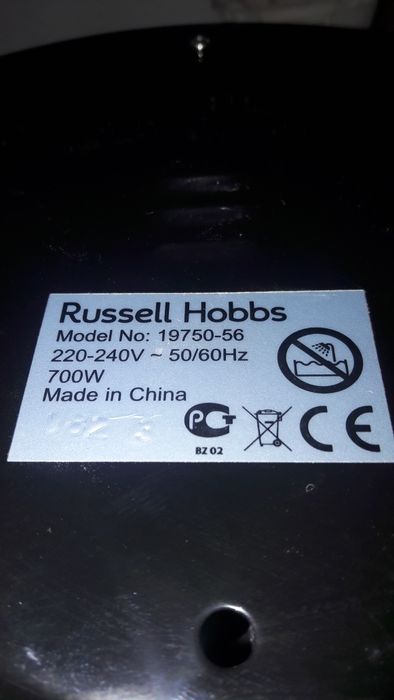 Russell Hobbs
Model No: 19750-56
220-240V ~ 50/60Hz
700W
Made in China
PCT
BZ 02
CE